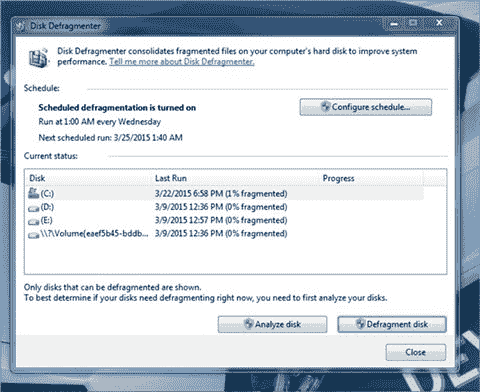 Disk Defragmenter
Disk Defragmenter consolidates fragmented files on your computer's hard disk to improve system
performance. Tell me more about Disk Defragmenter.
Schedule:
Scheduled defragmentation is turned on
Configure schedule...
Run at 1:00 AM every Wednesday
Next scheduled run: 3/25/2015 1:40 AM
Current status:
Disk Last Run Progress
(C:) 3/22/2015 6:58 PM (1% fragmented)
(D:) 3/9/2015 12:36 PM (0% fragmented)
(E:) 3/9/2015 12:57 PM (0% fragmented)
\\?\Volume{eaef5b45-bddb... 3/9/2015 12:36 PM (0% fragmented)
Only disks that can be defragmented are shown.
To best determine if your disks need defragmenting right now, you need to first analyze your disks.
Analyze disk Defragment disk
Close